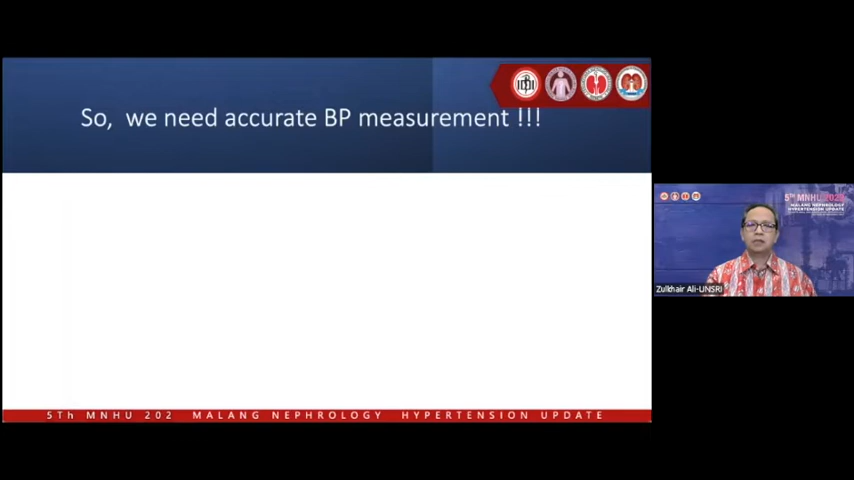 So, we need accurate BP measurement !!!
5Th MNHU 202 MALANG NEPHROLOGY HYPERTENSION UPDATE
5TH MNHU 2023
MALANG NEPHROLOGY
HYPERTENSION UPDATE
Zulkhair Ali-UNSRI